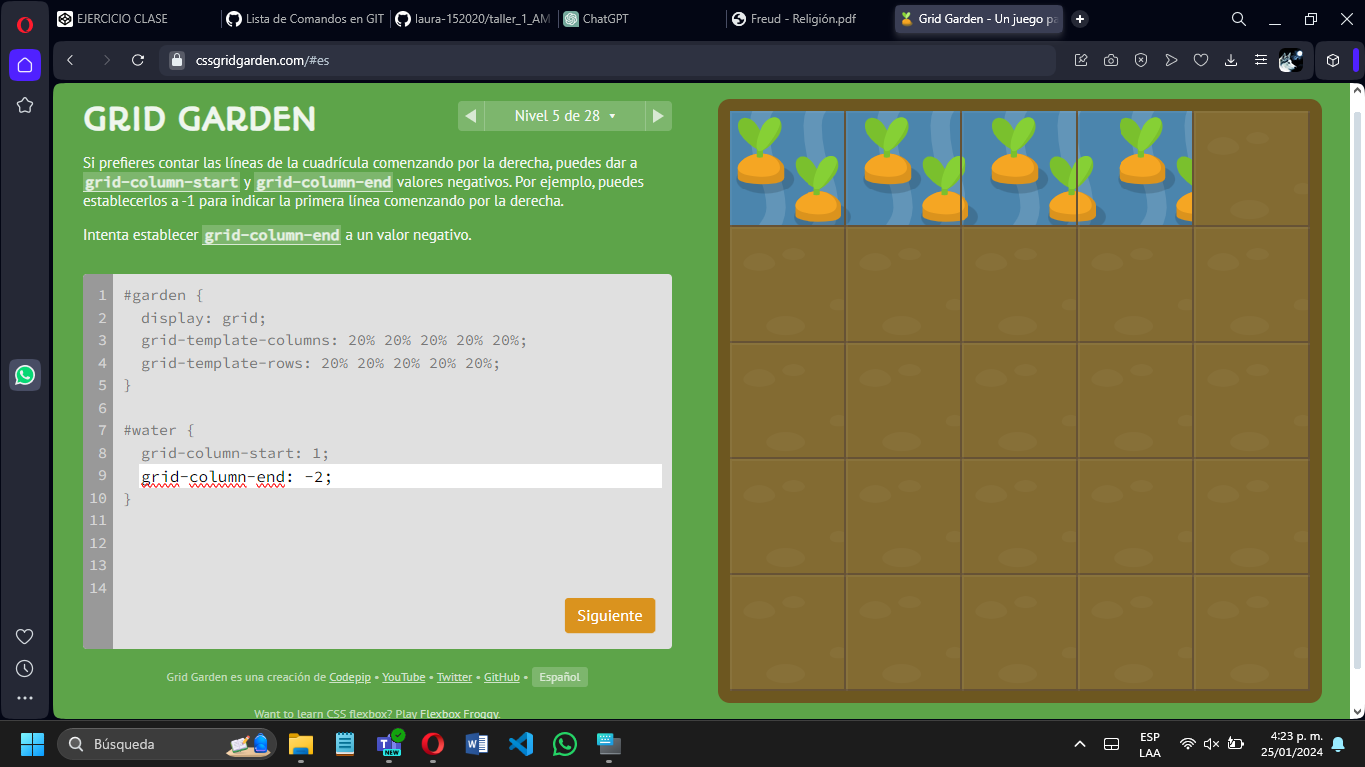 EJERCICIO CLASE
Lista de Comandos en GIT
laura-152020/taller_1_AM
ChatGPT
Freud - Religión.pdf
Grid Garden - Un juego pa
cssgridgarden.com/#es
GRID GARDEN
Nivel 5 de 28
Si prefieres contar las líneas de la cuadrícula comenzando por la derecha, puedes dar a
grid-column-start y grid-column-end valores negativos. Por ejemplo, puedes
establecerlos a -1 para indicar la primera línea comenzando por la derecha.
Intenta establecer grid-column-end a un valor negativo.
1 #garden {
2 display: grid;
3 grid-template-columns: 20% 20% 20% 20% 20%;
4 grid-template-rows: 20% 20% 20% 20% 20%;
5 }
6
7 #water {
8 grid-column-start: 1;
9 grid-column-end: -2;
10 }
11
12
13
14
Siguiente
Grid Garden es una creación de Codepip • YouTube • Twitter • GitHub • Español
Want to learn CSS flexbox? Play Flexbox Froggy.
Búsqueda
NEW
ESP
LAA
4:23 p. m.
25/01/2024